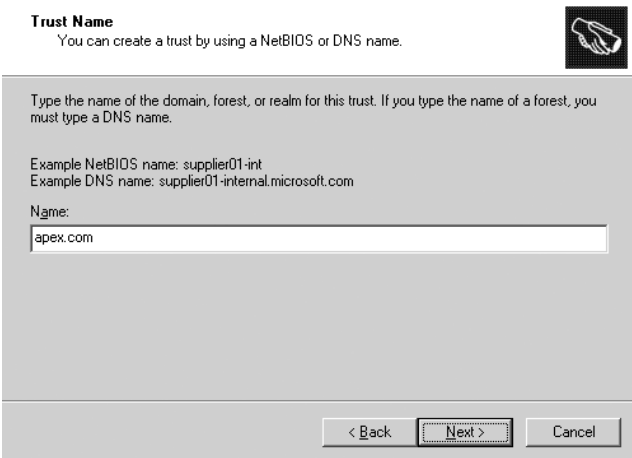 Trust Name
You can create a trust by using a NetBIOS or DNS name.
Type the name of the domain, forest, or realm for this trust. If you type the name of a forest, you
must type a DNS name.
Example NetBIOS name: supplier01-int
Example DNS name: supplier01-internal.microsoft.com
Name:
apex.com
< Back
Next >
Cancel